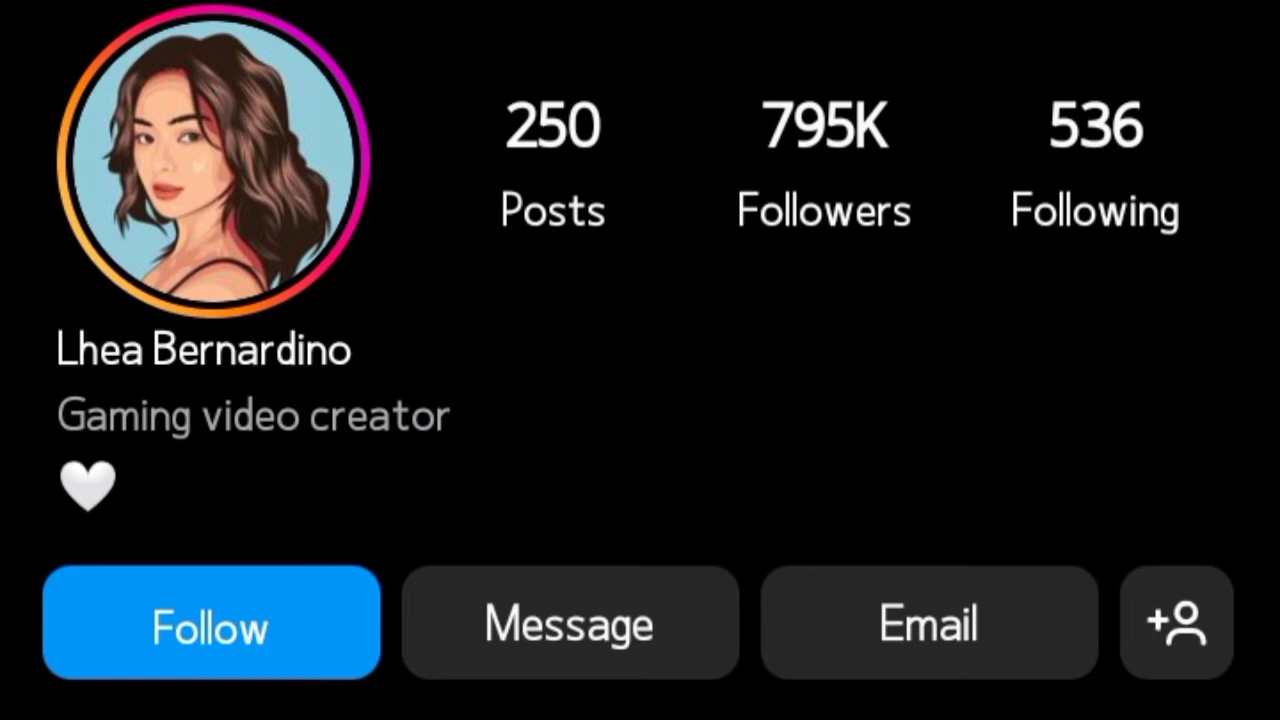 250 795K 536
Posts Followers Following
Lhea Bernardino
Gaming video creator
🤍
Follow Message Email